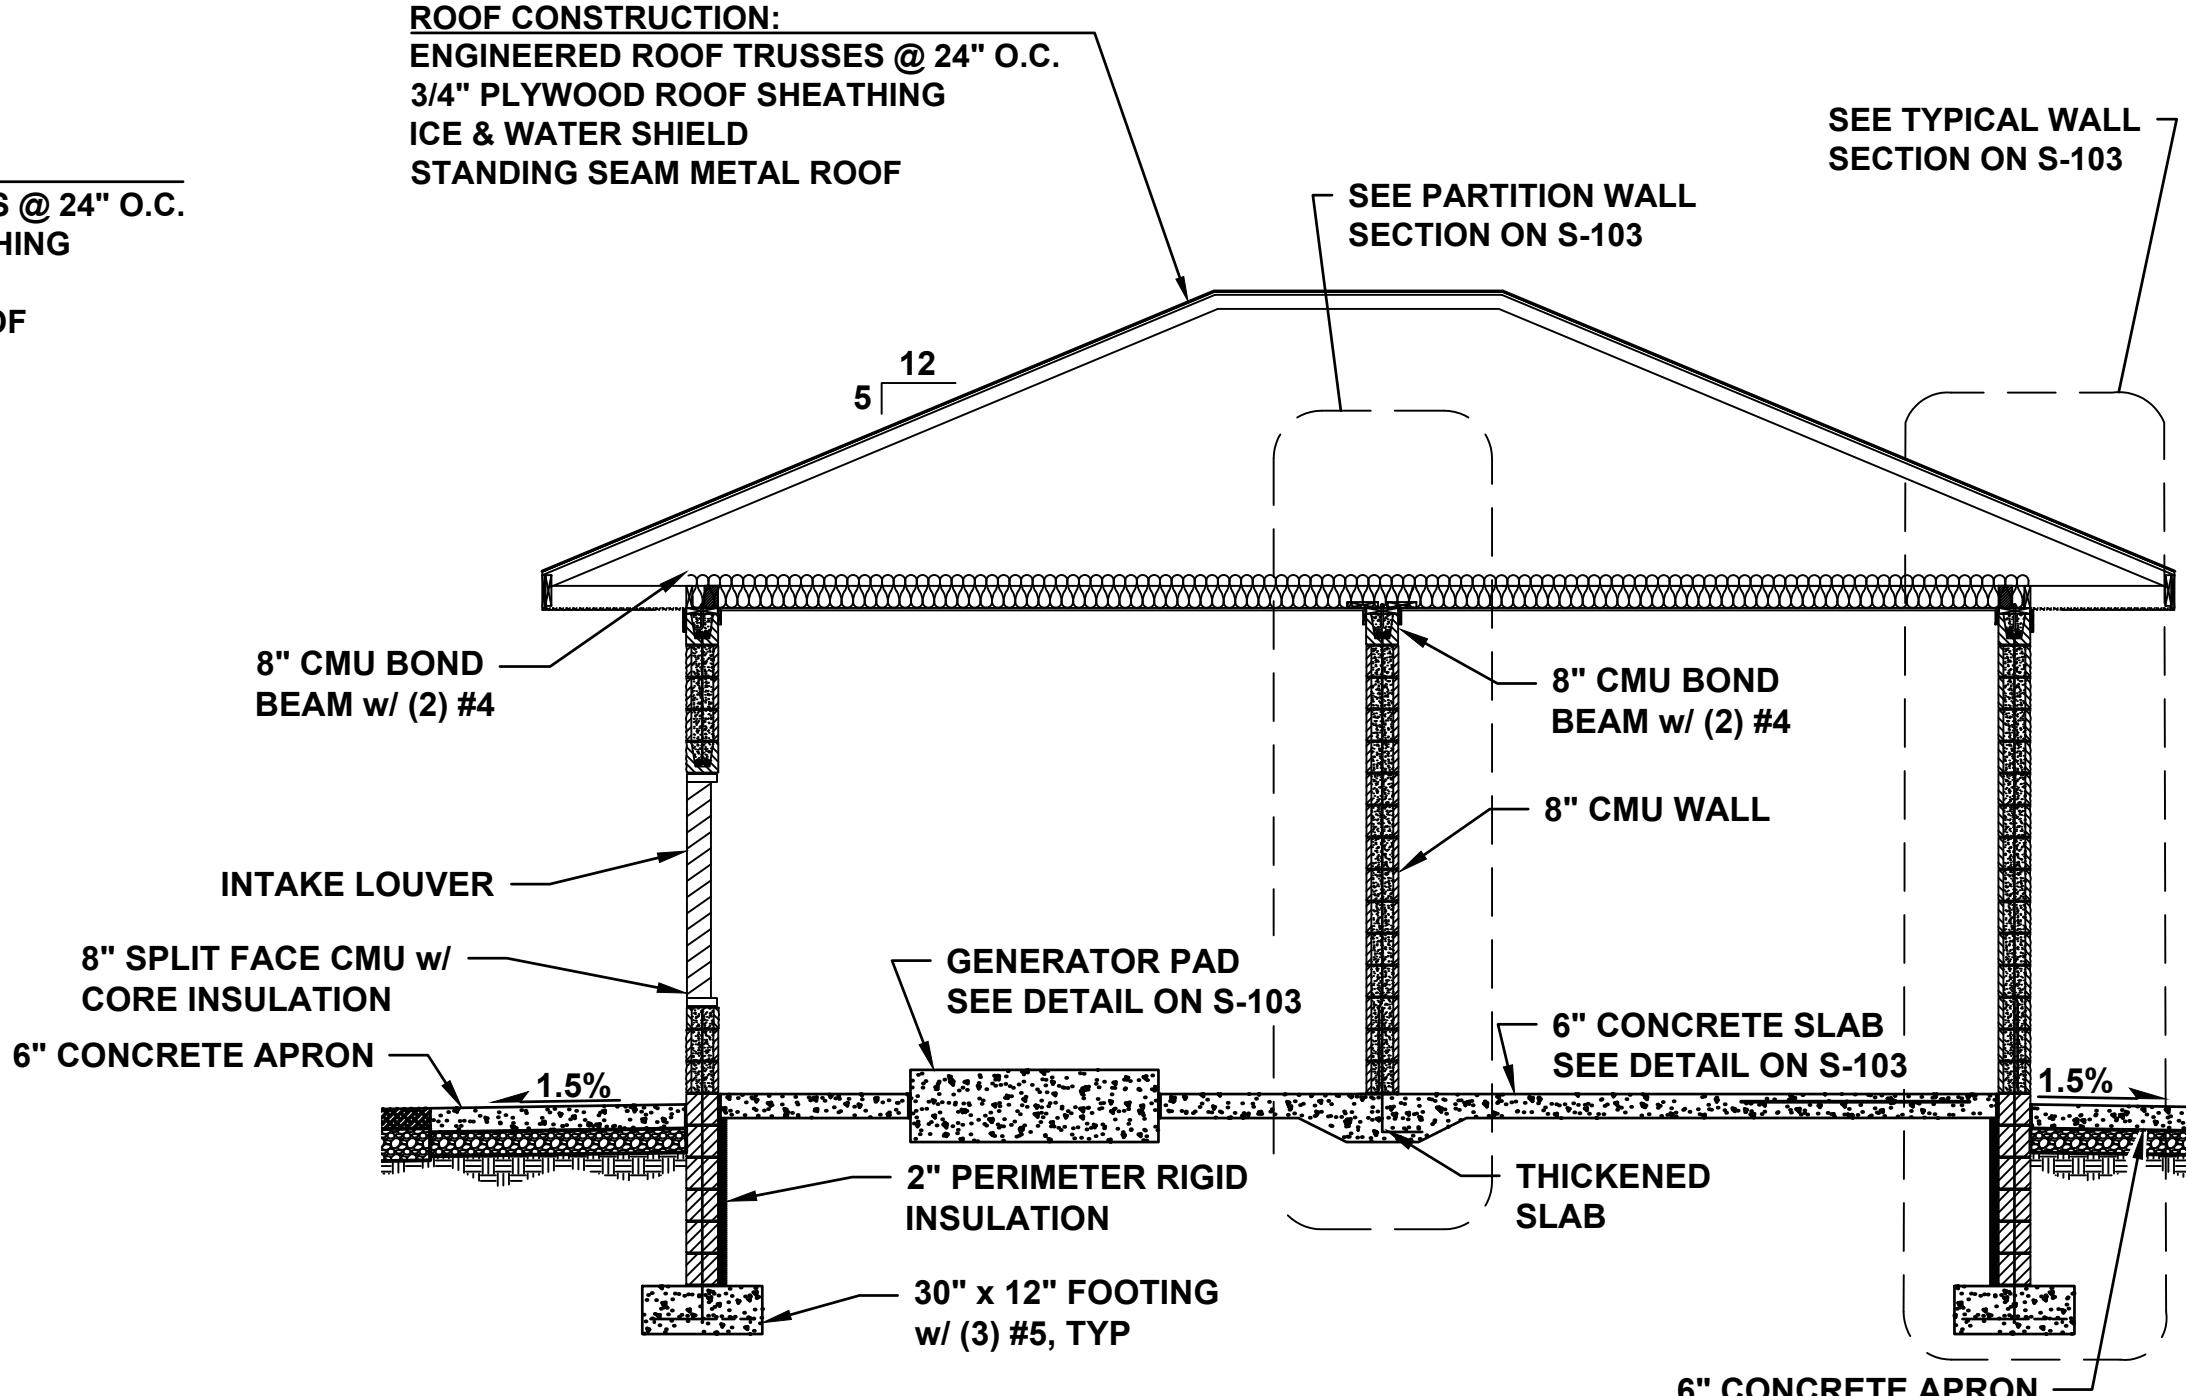 ROOF CONSTRUCTION:
ENGINEERED ROOF TRUSSES @ 24" O.C.
3/4" PLYWOOD ROOF SHEATHING
ICE & WATER SHIELD
STANDING SEAM METAL ROOF
S @ 24" O.C.
HING
OF
SEE TYPICAL WALL
SECTION ON S-103
SEE PARTITION WALL
SECTION ON S-103
12
5
8" CMU BOND
BEAM w/ (2) #4
8" CMU BOND
BEAM w/ (2) #4
8" CMU WALL
INTAKE LOUVER
8" SPLIT FACE CMU w/
CORE INSULATION
GENERATOR PAD
SEE DETAIL ON S-103
6" CONCRETE SLAB
SEE DETAIL ON S-103
6" CONCRETE APRON
1.5%
1.5%
2" PERIMETER RIGID
INSULATION
THICKENED
SLAB
30" x 12" FOOTING
w/ (3) #5, TYP
6" CONCRETE APRON